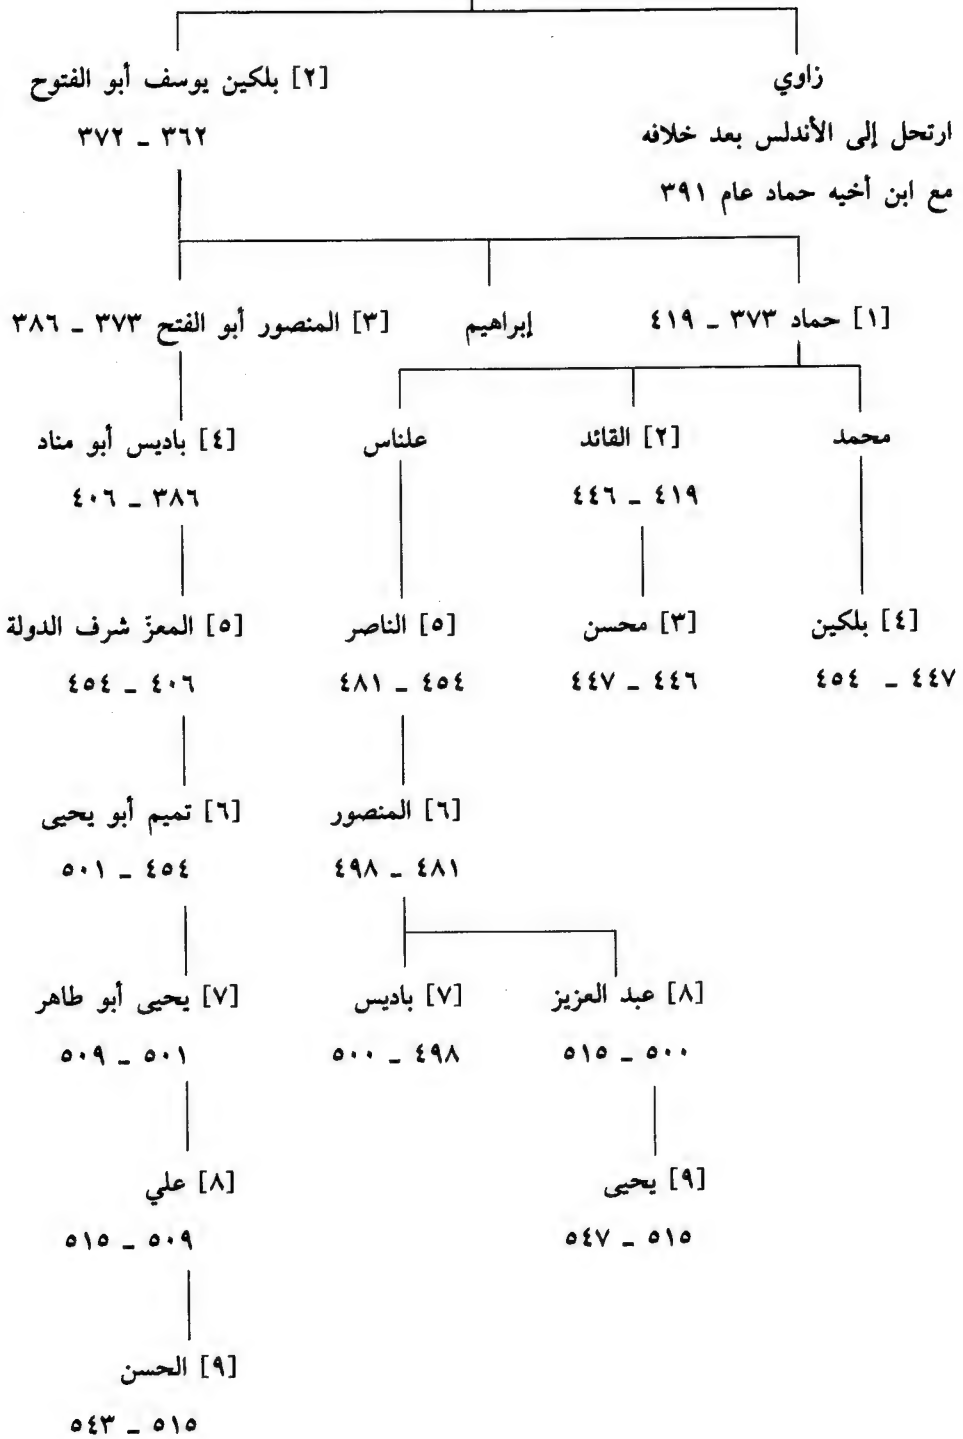 زاوي [٢] بلكين يوسف أبو الفتوح
ارتحل إلى الأندلس بعد خلافه ٣٦٢ - ٣٧٢
مع ابن أخيه حماد عام ٣٩١
[١] حماد ٣٧٣ - ٤١٩ إبراهيم [٣] المنصور أبو الفتح ٣٧٣ - ٣٨٦
محمد [٢] القائد علناس [٤] باديس أبو مناد
٤١٩ - ٤٤٦ ٣٨٦ - ٤٠٦
[٤] بلكين [٣] محسن [٥] الناصر [٥] المعزّ شرف الدولة
٤٤٧ - ٤٥٤ ٤٤٦ - ٤٤٧ ٤٥٤ - ٤٨١ ٤٠٦ - ٤٥٤
[٦] المنصور [٦] تميم أبو يحيى
٤٨١ - ٤٩٨ ٤٥٤ - ٥٠١
[٨] عبد العزيز [٧] باديس [٧] يحيى أبو طاهر
٥٠٠ - ٥١٥ ٤٩٨ - ٥٠٠ ٥٠١ - ٥٠٩
[٩] يحيى [٨] علي
٥١٥ - ٥٤٧ ٥٠٩ - ٥١٥
[٩] الحسن
٥١٥ - ٥٤٣